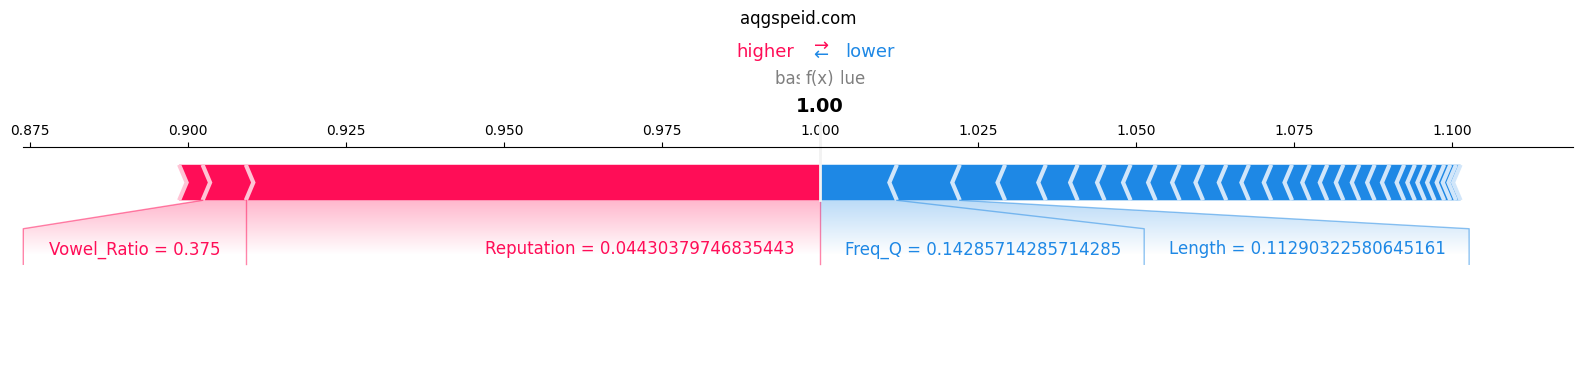 aqgspeid.com
higher ⇄ lower
f(x)
1.00
0.875 0.900 0.925 0.950 0.975 1.000 1.025 1.050 1.075 1.100
Vowel_Ratio = 0.375 Reputation = 0.04430379746835443 Freq_Q = 0.14285714285714285 Length = 0.11290322580645161